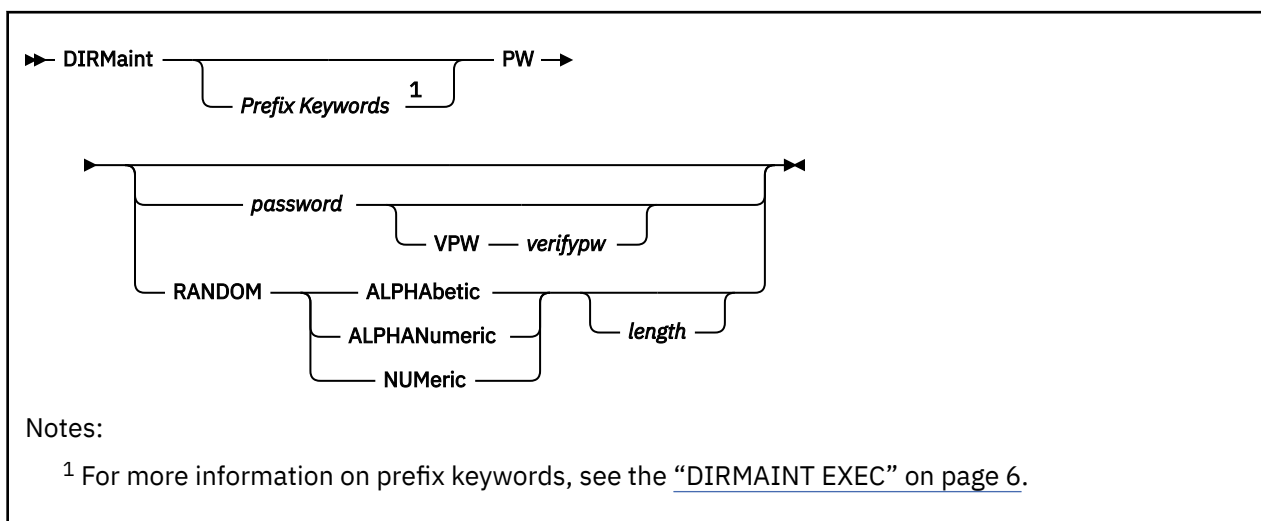 DIRMaint PW
Prefix Keywords 1
password
VPW verifypw
RANDOM ALPHAbetic
ALPHANumeric length
NUMeric
Notes:
1 For more information on prefix keywords, see the “DIRMAINT EXEC” on page 6.